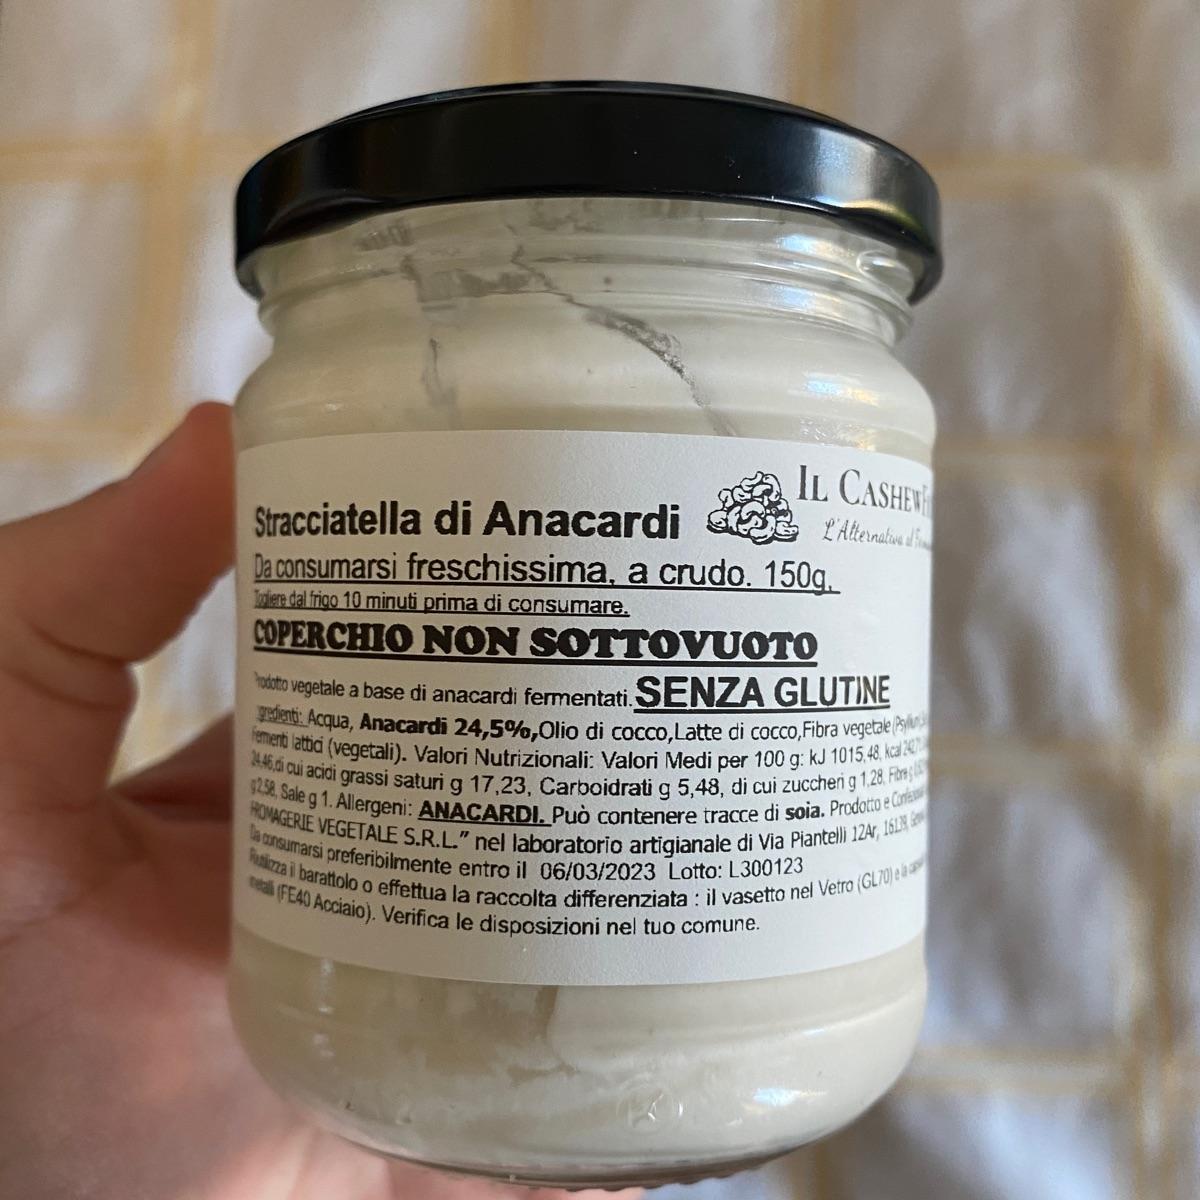 IL CASHEWF
L'Alternativa al
Stracciatella di Anacardi
Da consumarsi freschissima, a crudo. 150g.
Togliere dal frigo 10 minuti prima di consumare.
COPERCHIO NON SOTTOVUOTO
Prodotto vegetale a base di anacardi fermentati. SENZA GLUTINE
Ingredienti: Acqua, Anacardi 24,5%,Olio di cocco,Latte di cocco,Fibra vegetale (Psyllium
Fermenti lattici (vegetali). Valori Nutrizionali: Valori Medi per 100 g: kJ 1015,48, kcal
24,46,di cui acidi grassi saturi g 17,23, Carboidrati g 5,48, di cui zuccheri g 1,28, Fibre g
g2,58, Sale g 1. Allergeni: ANACARDI. Può contenere tracce di soia. Prodotto e
FROMAGERIE VEGETALE S.R.L." nel laboratorio artigianale di Via Piantelli 12Ar, 16139,
Da consumarsi preferibilmente entro il 06/03/2023 Lotto: L300123
Riutilizza il barattolo o effettua la raccolta differenziata : il vasetto nel Vetro (GL70) e la
metalli (FE40 Acciaio). Verifica le disposizioni nel tuo comune.